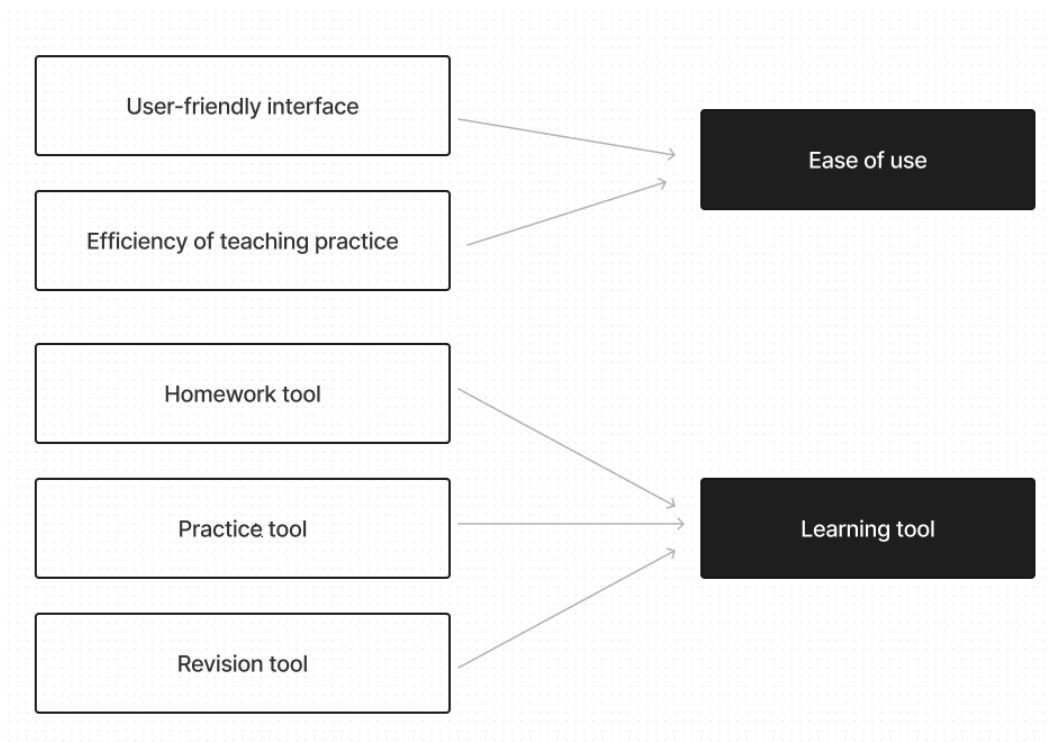 User-friendly interface
Efficiency of teaching practice
Ease of use
Homework tool
Practice tool
Revision tool
Learning tool